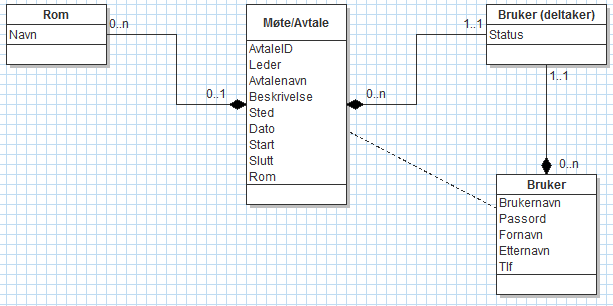 Rom
Navn
0..n
0..1
Møte/Avtale
AvtaleID
Leder
Avtalenavn
Beskrivelse
Sted
Dato
Start
Slutt
Rom
1..1
0..n
Bruker (deltaker)
Status
1..1
0..n
Bruker
Brukernavn
Passord
Fornavn
Etternavn
Tlf